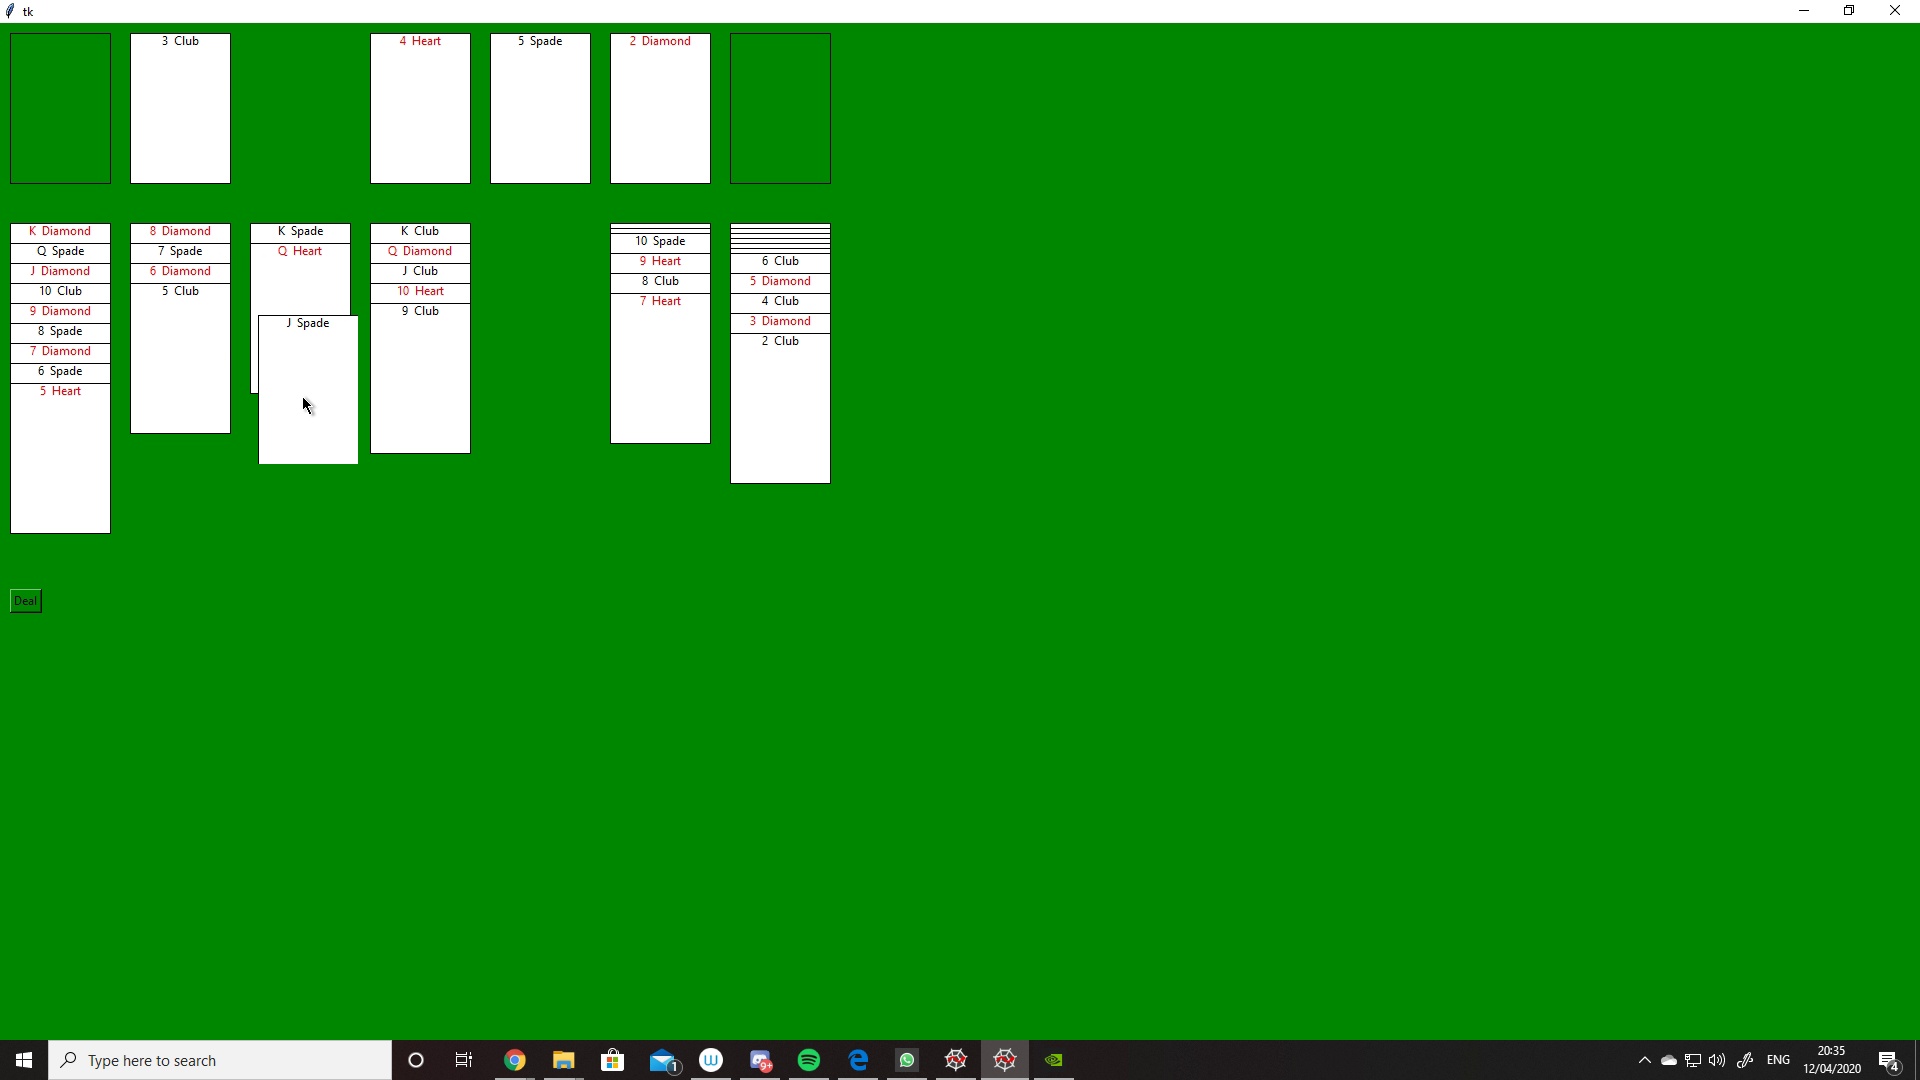 tk
3 Club
4 Heart
5 Spade
2 Diamond
K Diamond
Q Spade
J Diamond
10 Club
9 Diamond
8 Spade
7 Diamond
6 Spade
5 Heart
8 Diamond
7 Spade
6 Diamond
5 Club
K Spade
Q Heart
J Spade
K Club
Q Diamond
J Club
10 Heart
9 Club
10 Spade
9 Heart
8 Club
7 Heart
6 Club
5 Diamond
4 Club
3 Diamond
2 Club
Deal
Type here to search
1
W
9+
ENG
20:35
12/04/2020
4